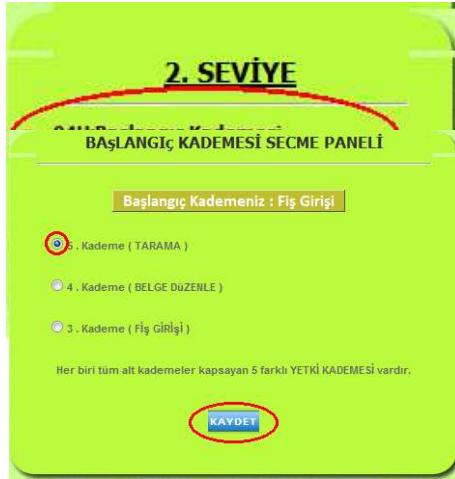 2. SEVİYE
BAşLANGIç KADEMESİ SECME PANELİ
Başlangıç Kademeniz : Fiş Girişi
5 . Kademe ( TARAMA )
4 . Kademe ( BELGE DüZENLE )
3 . Kademe ( Fİş GİRİşİ )
Her biri tüm alt kademeler kapsayan 5 farklı YETKİ KADEMESİ vardır.
KAYDET